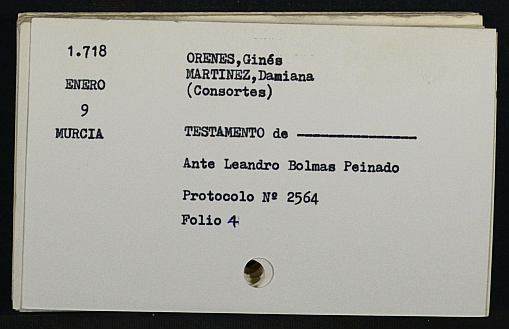 1.718
ENERO
9
MURCIA
ORENES,Ginés
MARTINEZ,Damiana
(Consortes)
TESTAMENTO de ----------------
Ante Leandro Bolmas Peinado
Protocolo Nº 2564
Folio 4